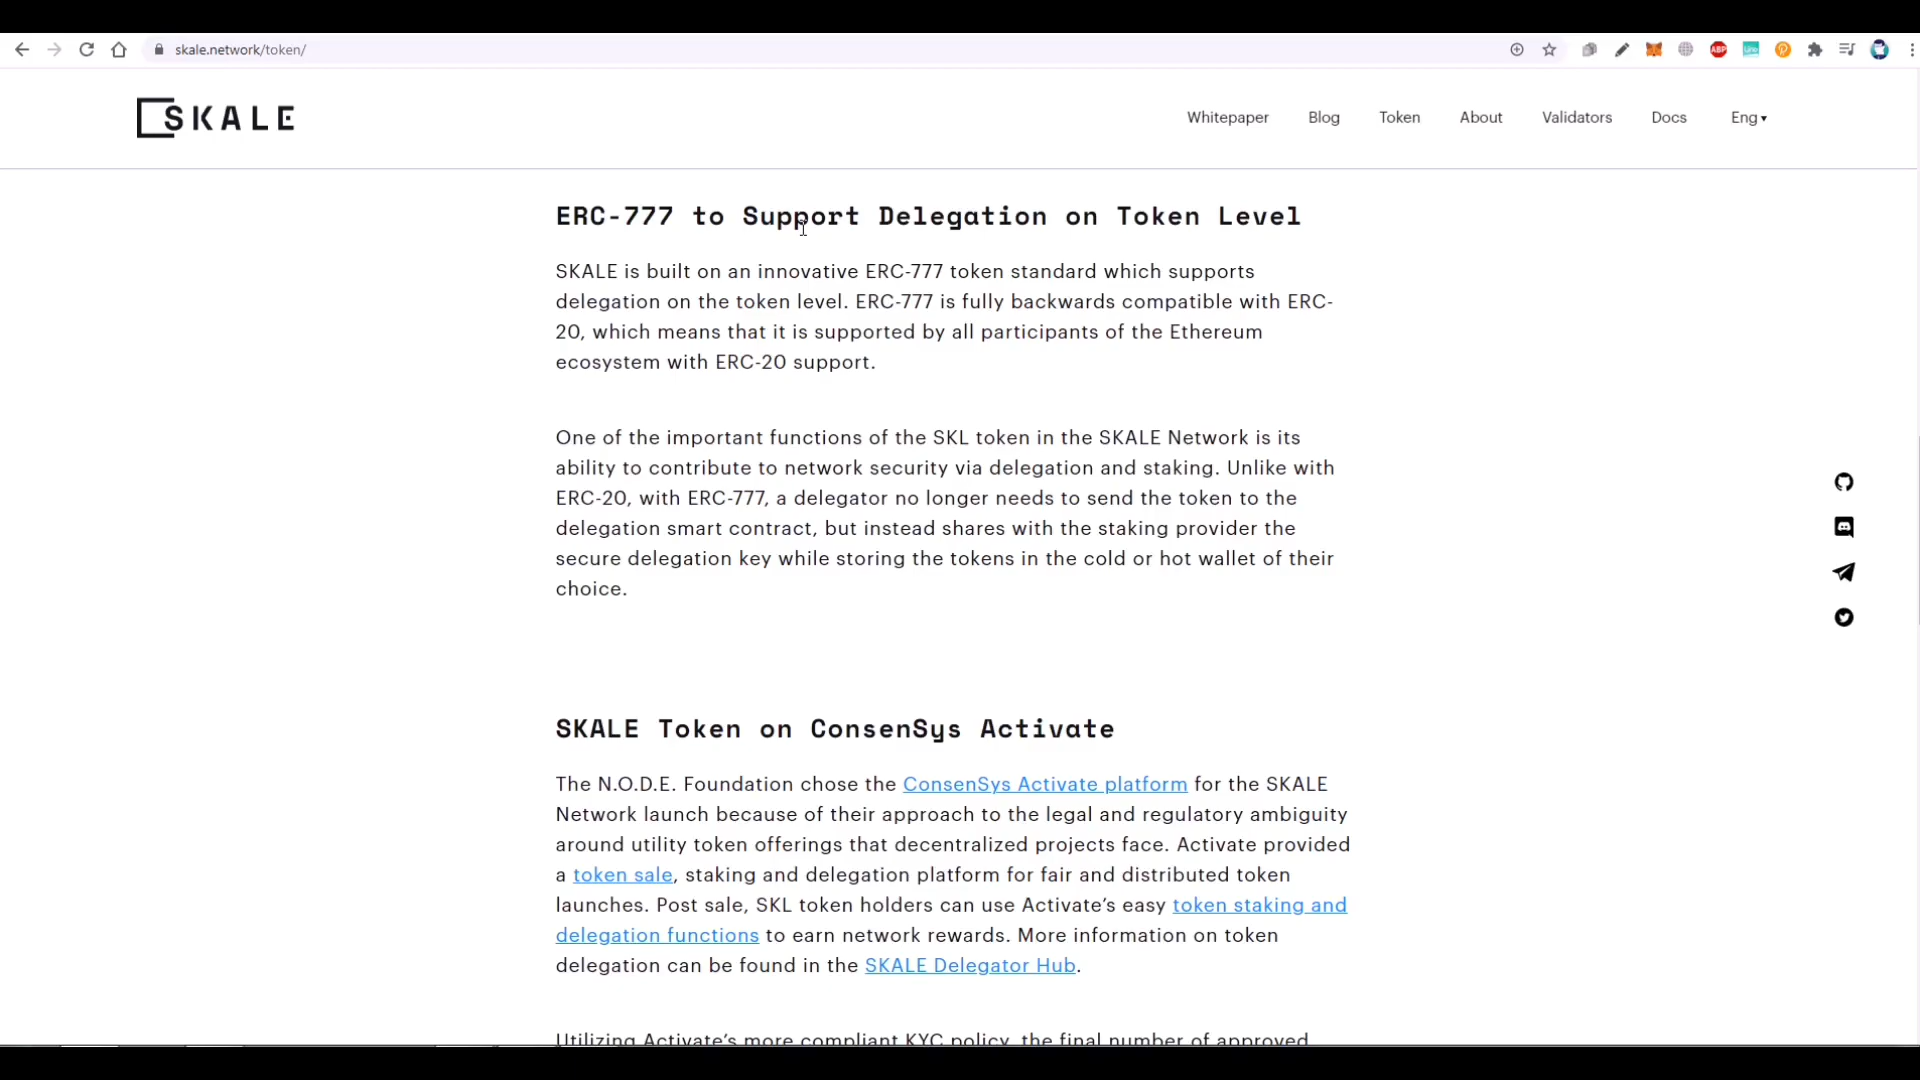 skale.network/token/
SKALE
Whitepaper Blog Token About Validators Docs Eng▾
ERC-777 to Support Delegation on Token Level
SKALE is built on an innovative ERC-777 token standard which supports
delegation on the token level. ERC-777 is fully backwards compatible with ERC-
20, which means that it is supported by all participants of the Ethereum
ecosystem with ERC-20 support.
One of the important functions of the SKL token in the SKALE Network is its
ability to contribute to network security via delegation and staking. Unlike with
ERC-20, with ERC-777, a delegator no longer needs to send the token to the
delegation smart contract, but instead shares with the staking provider the
secure delegation key while storing the tokens in the cold or hot wallet of their
choice.
SKALE Token on ConsenSys Activate
The N.O.D.E. Foundation chose the ConsenSys Activate platform for the SKALE
Network launch because of their approach to the legal and regulatory ambiguity
around utility token offerings that decentralized projects face. Activate provided
a token sale, staking and delegation platform for fair and distributed token
launches. Post sale, SKL token holders can use Activate’s easy token staking and
delegation functions to earn network rewards. More information on token
delegation can be found in the SKALE Delegator Hub.
Utilizing Activate’s more compliant KYC policy, the final number of approved